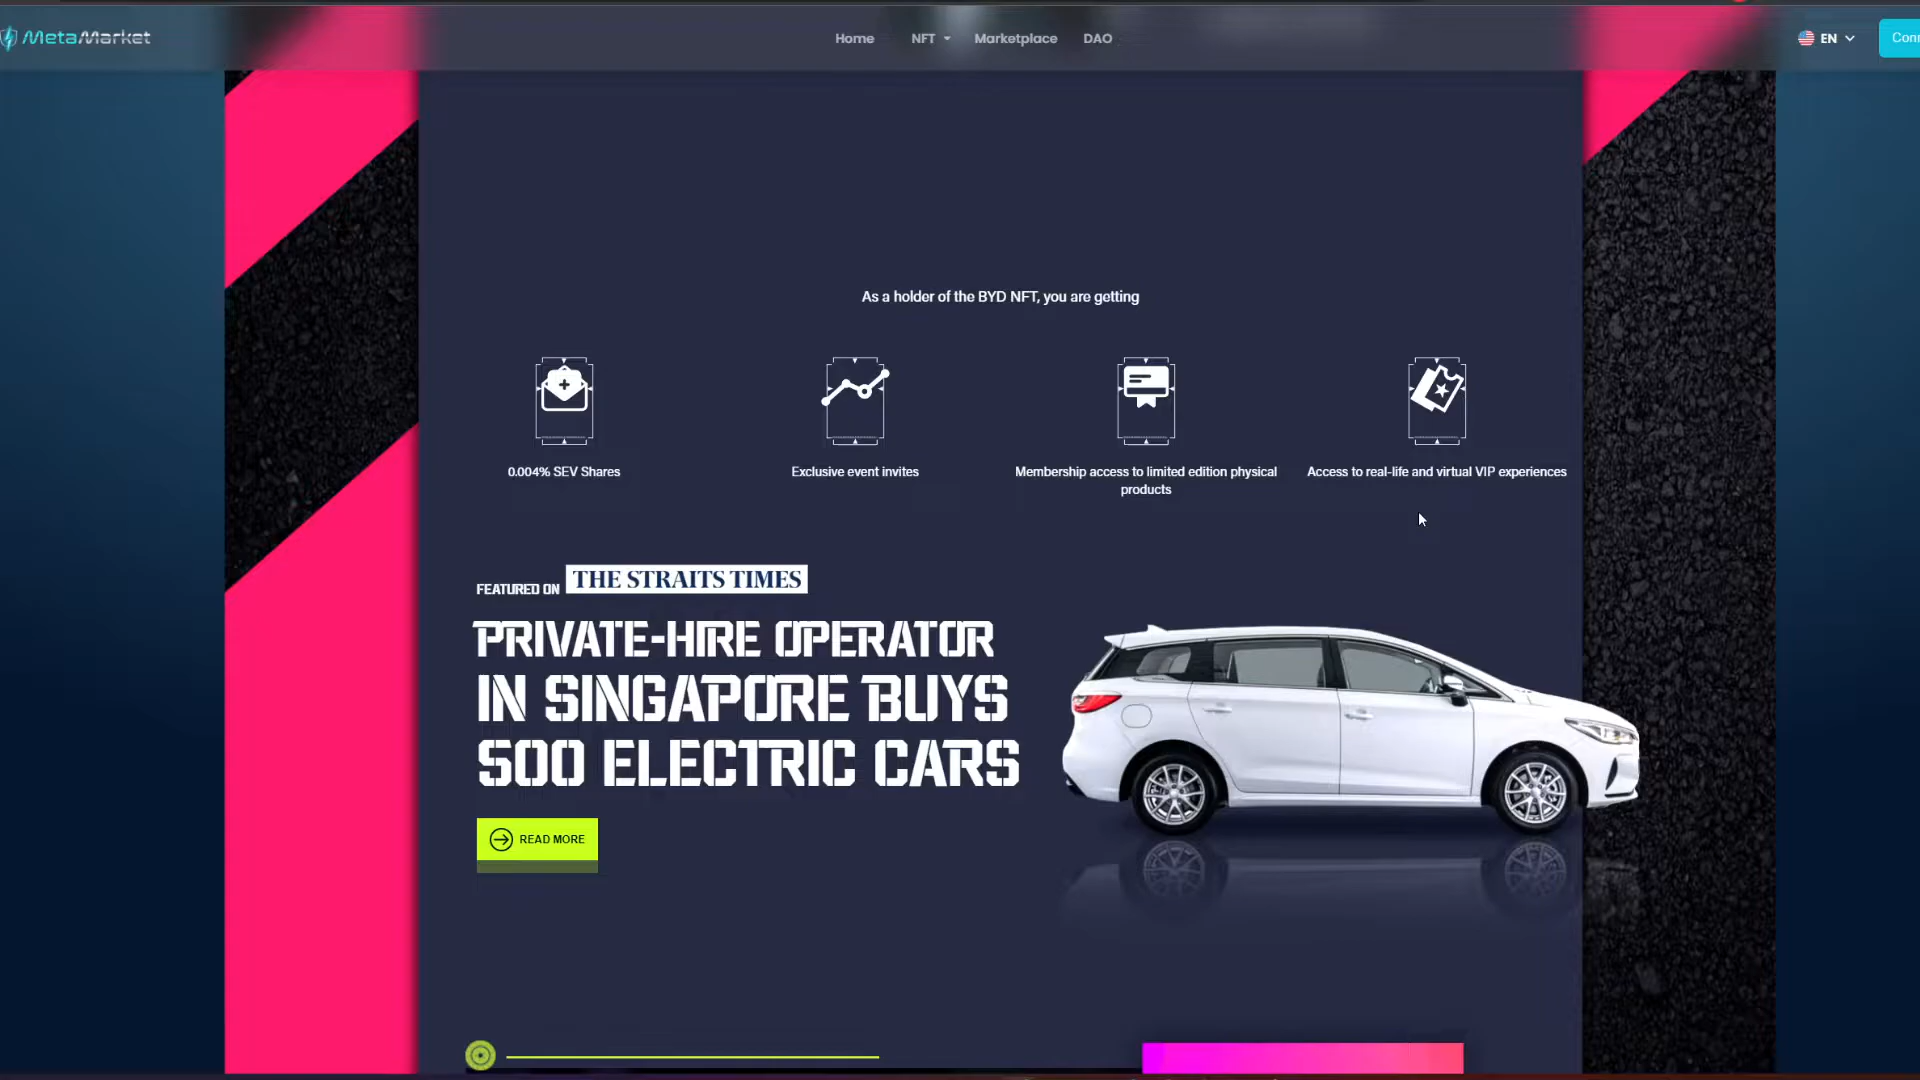 MetaMarket
Home
NFT
Marketplace
DAO
EN
As a holder of the BYD NFT, you are getting
0.004% SEV Shares
Exclusive event invites
Membership access to limited edition physical
products
Access to real-life and virtual VIP experiences
FEATURED ON THE STRAITS TIMES
PRIVATE-HIRE OPERATOR
IN SINGAPORE BUYS
500 ELECTRIC CARS
READ MORE